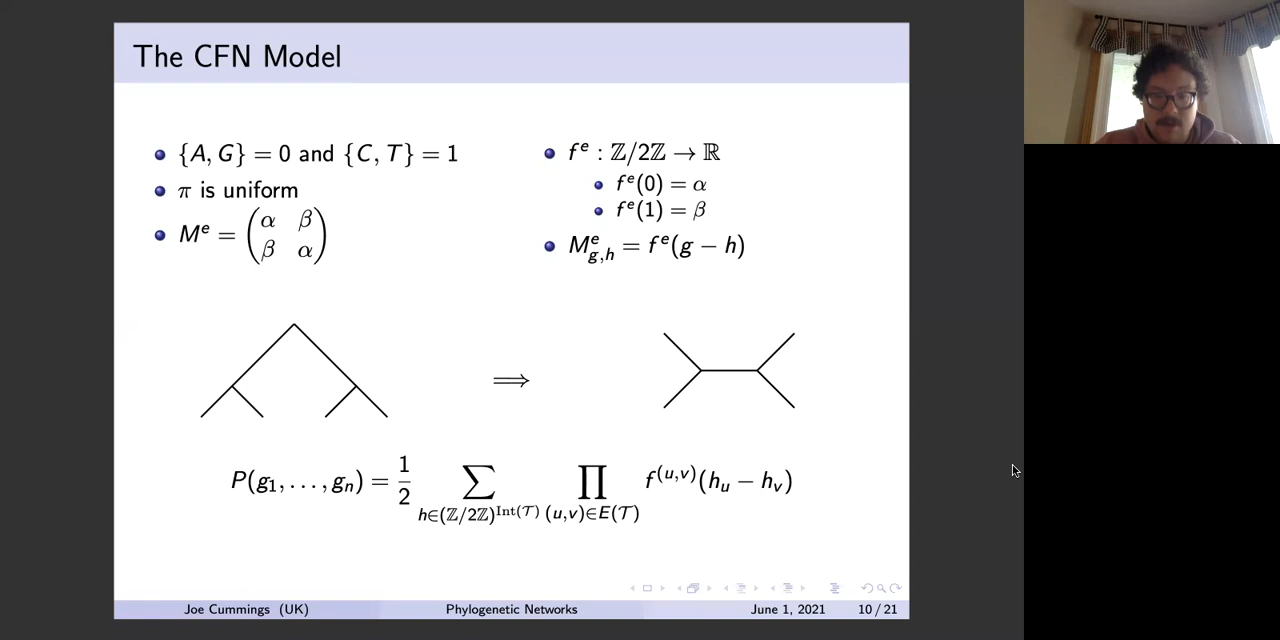 The CFN Model
{A, G} = 0 and {C, T} = 1
π is uniform
M^e = (α β
β α)
f^e : ℤ/2ℤ → ℝ
f^e(0) = α
f^e(1) = β
M^e_{g,h} = f^e(g − h)
⟹
P(g_1, . . . , g_n) = 1/2 ∑_{h∈(ℤ/2ℤ)^{Int(𝒯)}} ∏_{(u,v)∈E(𝒯)} f^{(u,v)}(h_u − h_v)
Joe Cummings (UK) Phylogenetic Networks June 1, 2021 10 / 21